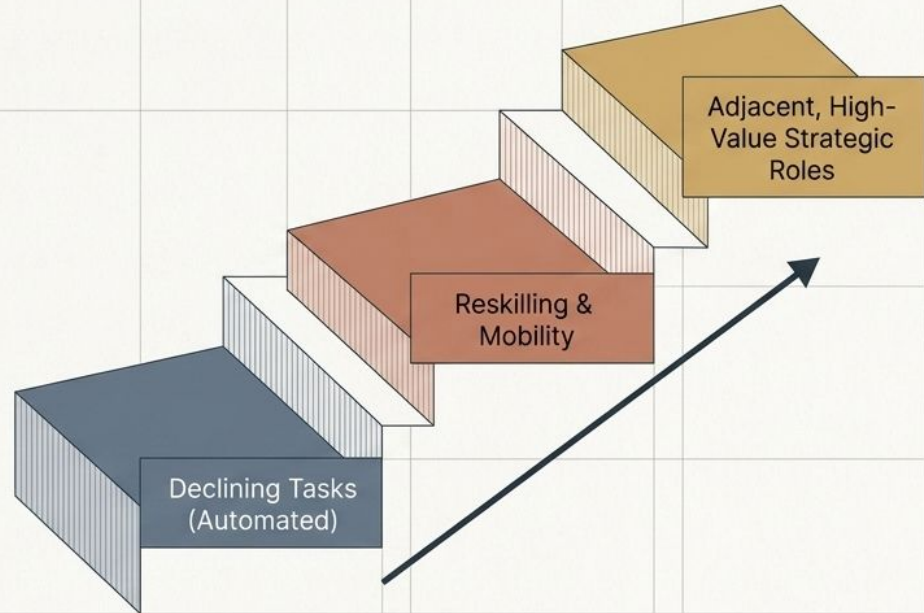 Adjacent, High-
Value Strategic
Roles
Reskilling &
Mobility
Declining Tasks
(Automated)